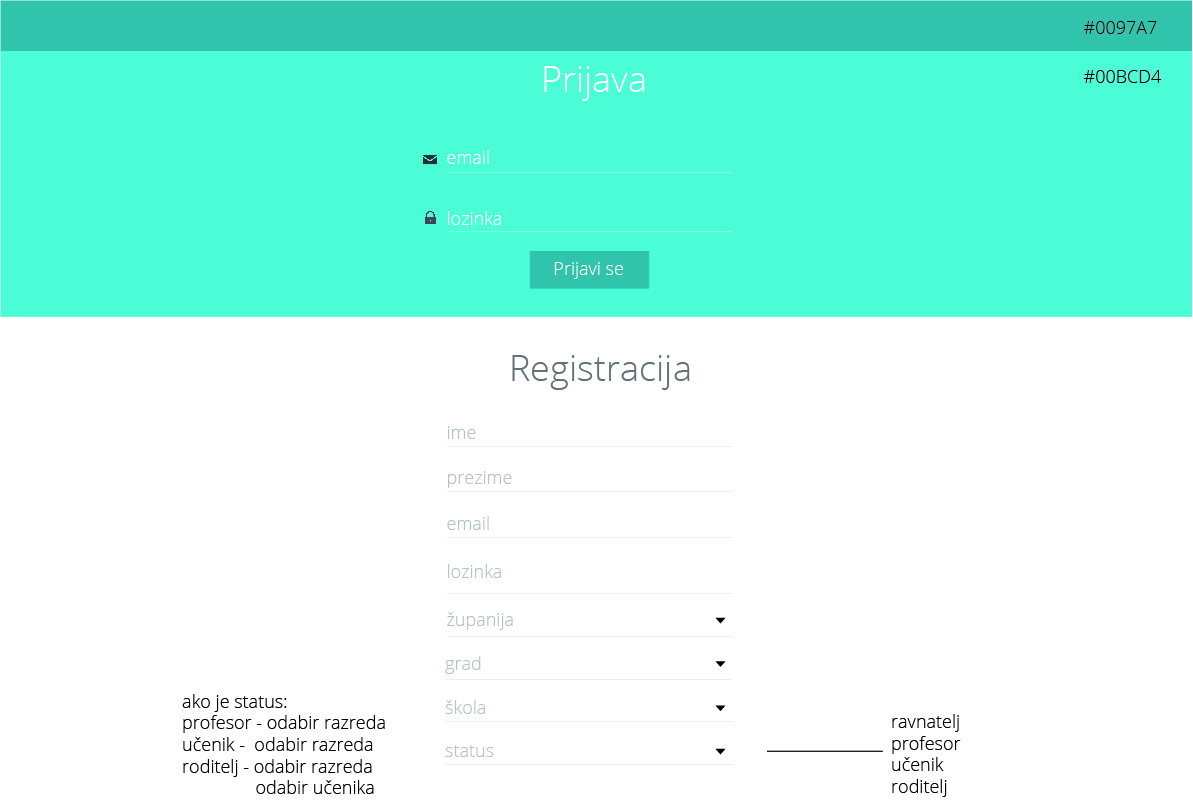 #0097A7
Prijava
#00BCD4
email
lozinka
Prijavi se
Registracija
ime
prezime
email
lozinka
županija
grad
škola
status
ako je status:
profesor - odabir razreda
učenik - odabir razreda
roditelj - odabir razreda
odabir učenika
ravnatelj
profesor
učenik
roditelj